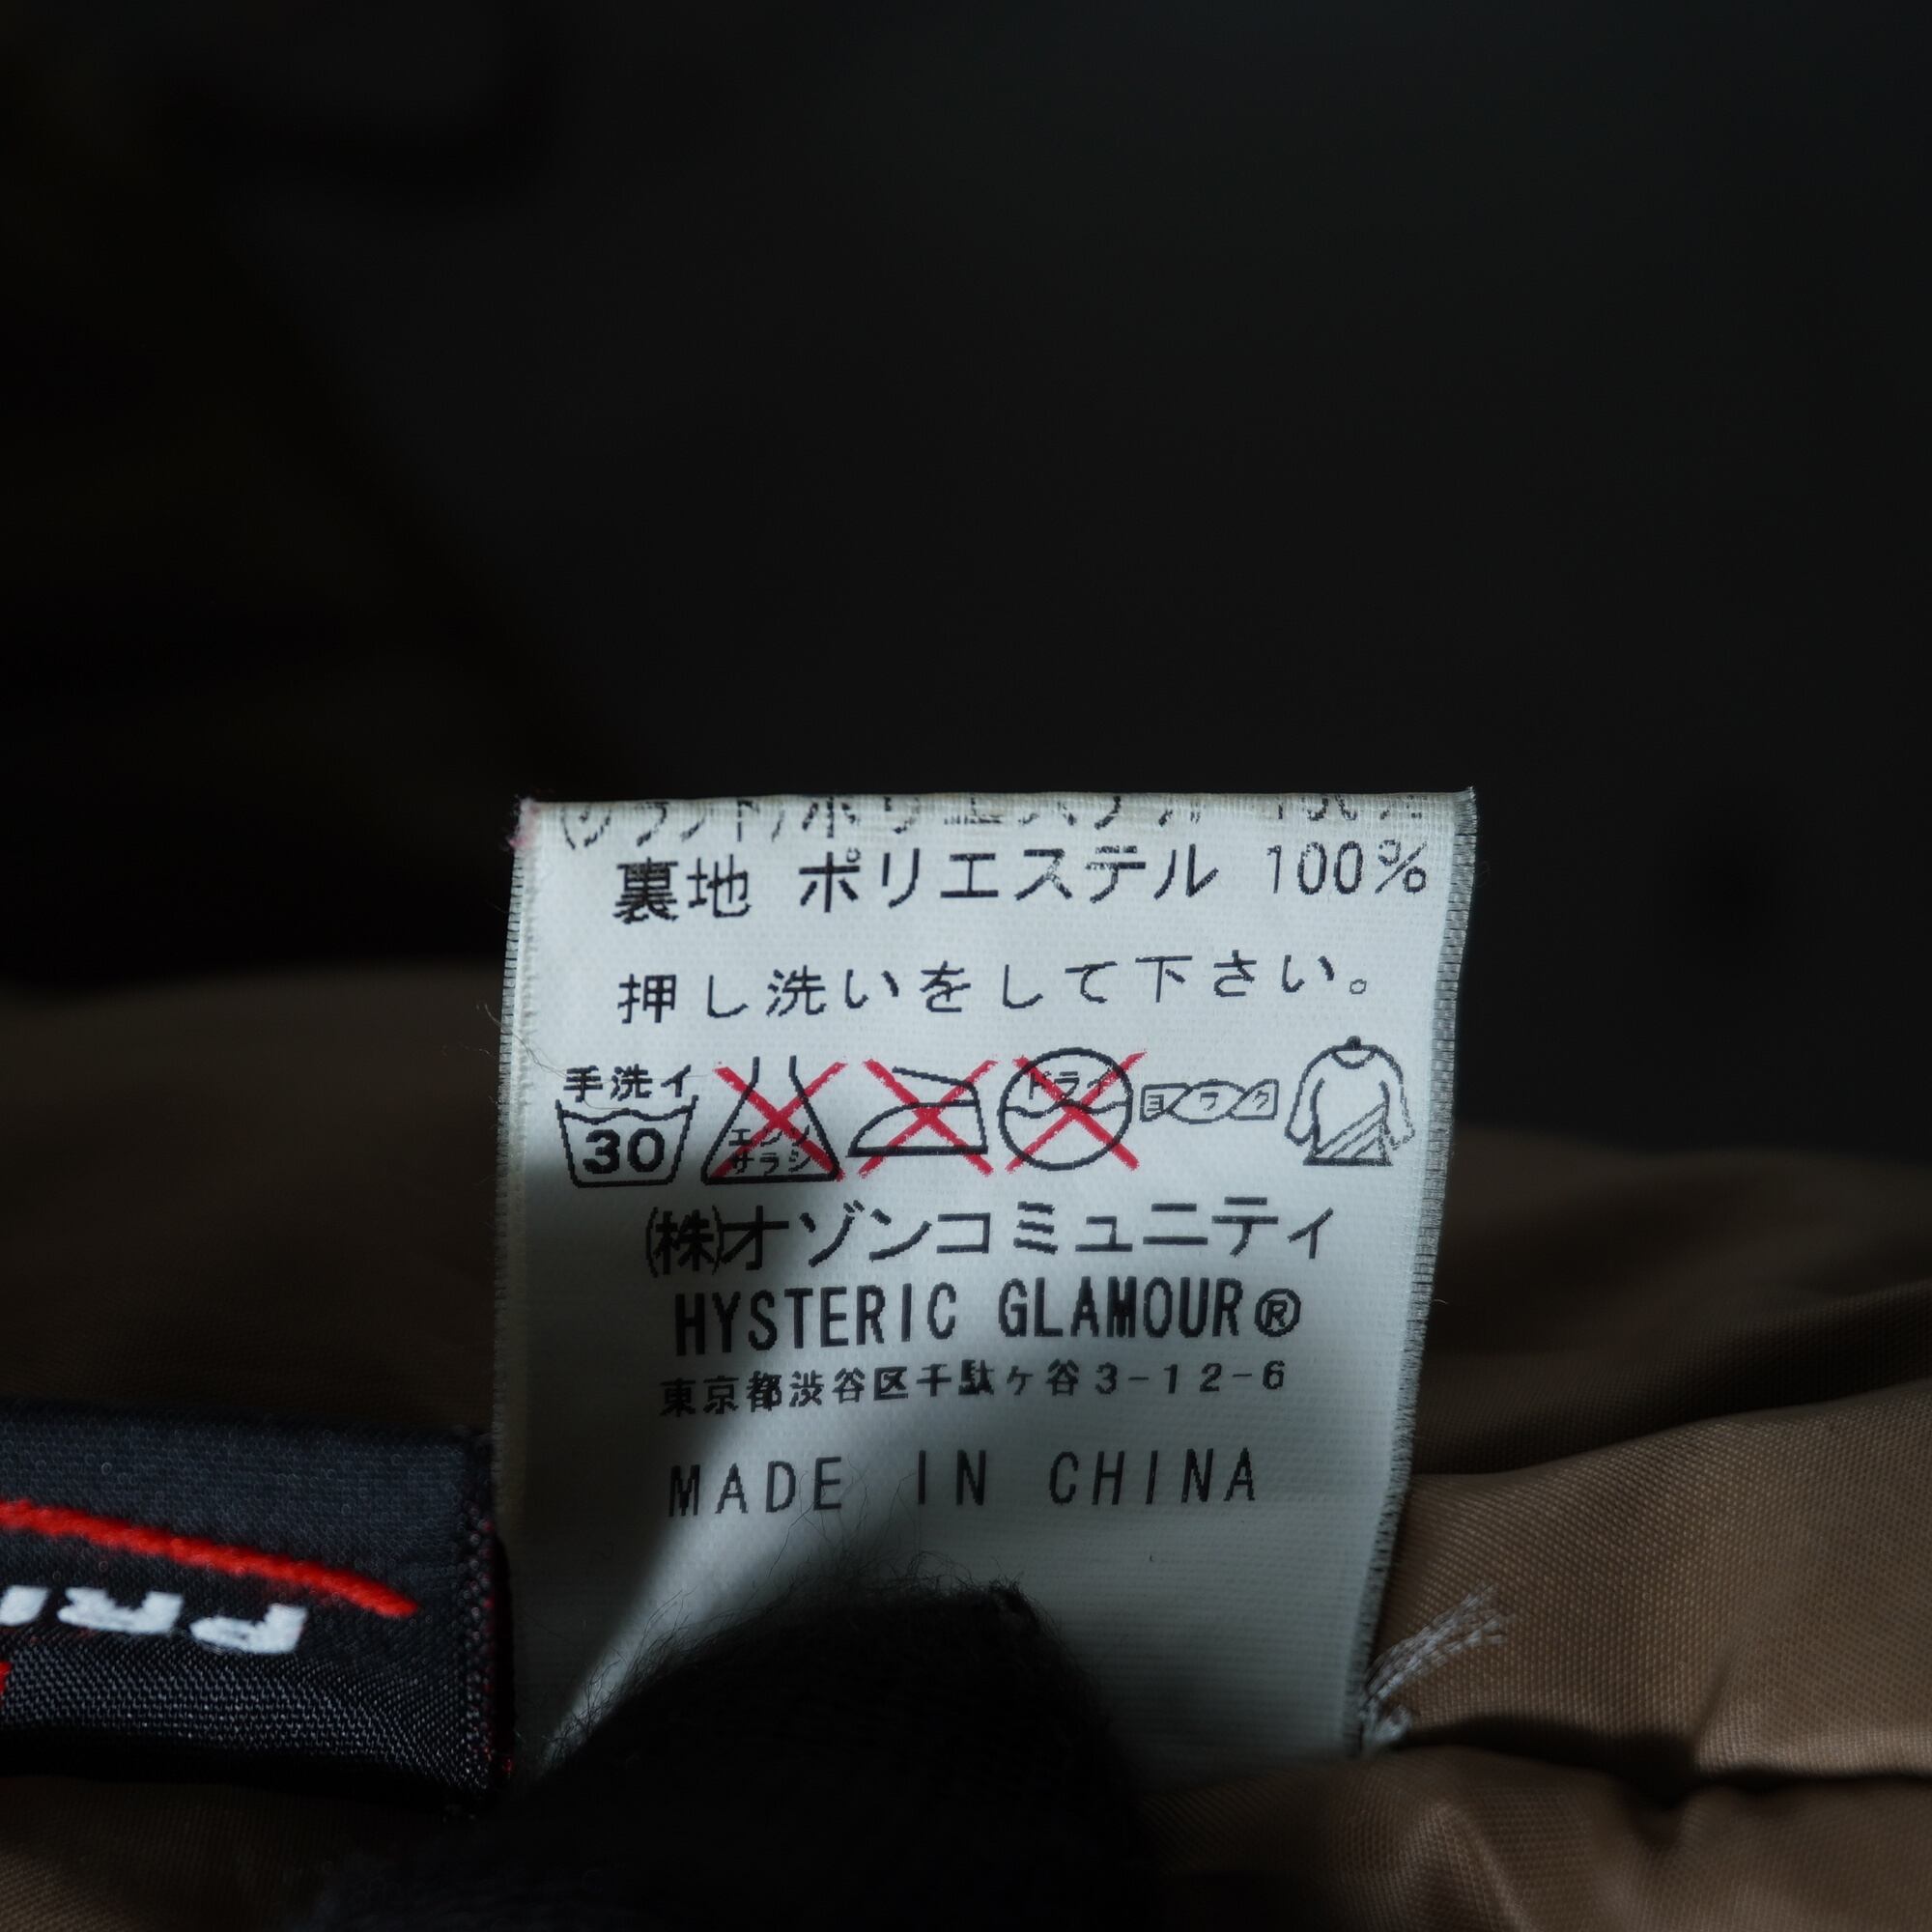 裏地 ポリエステル 100%
押し洗いをして下さい。
手洗イ
30
エンソ
サラシ
ドライ
ヨワク
㈱オゾンコミュニティ
HYSTERIC GLAMOUR®
東京都渋谷区千駄ヶ谷3-12-6
MADE IN CHINA
PRI